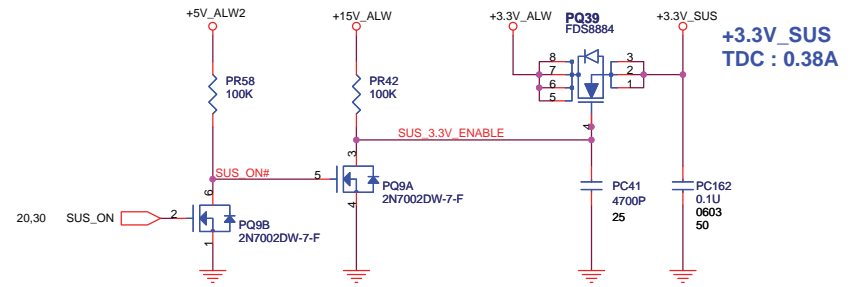 +5V_ALW2
+15V_ALW
+3.3V_ALW
PQ39
FDS8884
+3.3V_SUS
+3.3V_SUS
TDC : 0.38A
PR58
100K
PR42
100K
8
7
6
5
3
2
1
4
SUS_3.3V_ENABLE
SUS_ON#
5
3
4
PQ9A
2N7002DW-7-F
PC41
4700P
25
PC162
0.1U
0603
50
20,30
SUS_ON
2
6
1
PQ9B
2N7002DW-7-F